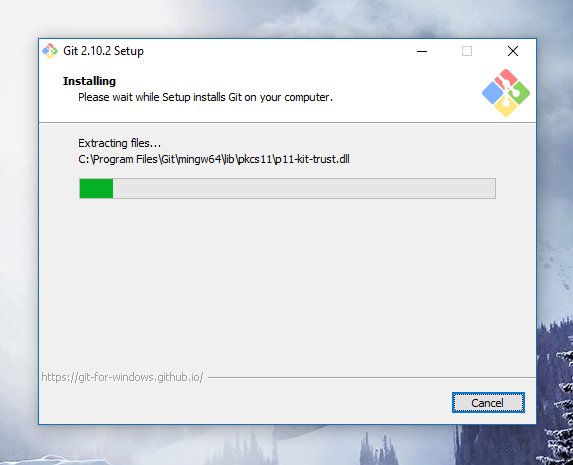 Git 2.10.2 Setup
Installing
Please wait while Setup installs Git on your computer.
Extracting files...
C:\Program Files\Git\mingw64\lib\pkcs11\p11-kit-trust.dll
https://git-for-windows.github.io/
Cancel